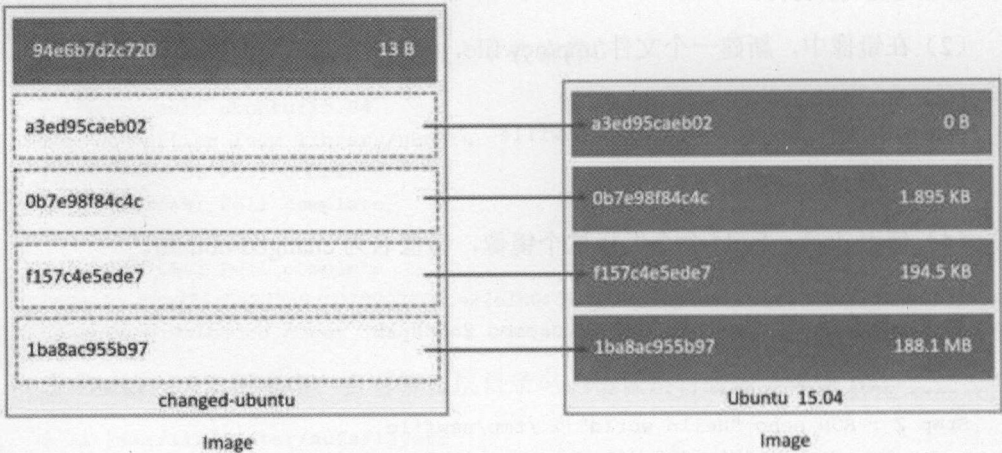 94e6b7d2c720 13 B
a3ed95caeb02
0b7e98f84c4c
f157c4e5ede7
1ba8ac955b97
changed-ubuntu
Image
a3ed95caeb02 0 B
0b7e98f84c4c 1.895 KB
f157c4e5ede7 194.5 KB
1ba8ac955b97 188.1 MB
Ubuntu 15.04
Image